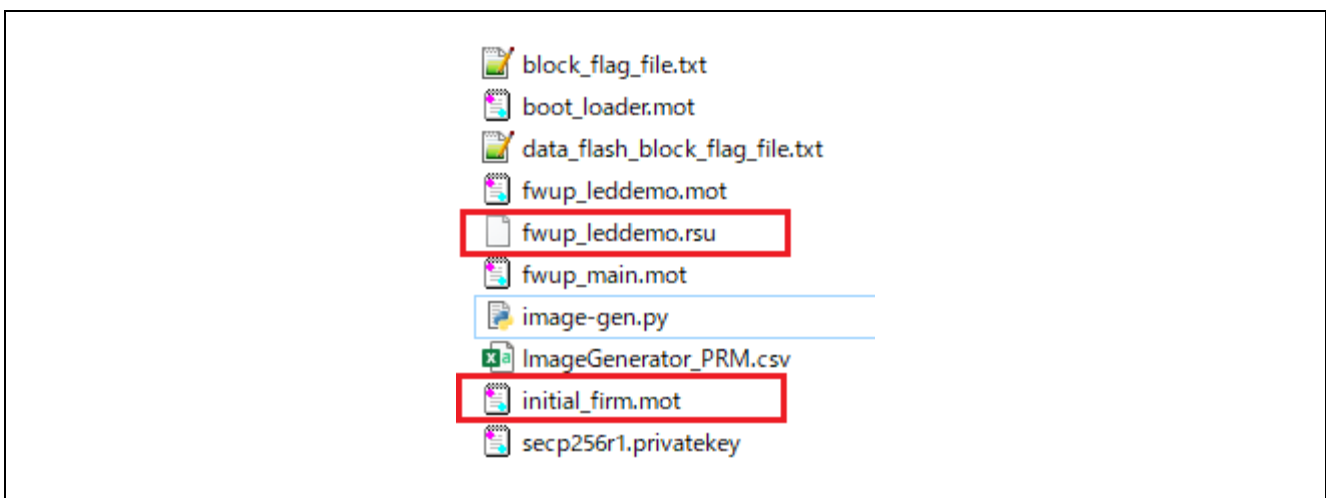 block_flag_file.txt
boot_loader.mot
data_flash_block_flag_file.txt
fwup_leddemo.mot
fwup_leddemo.rsu
fwup_main.mot
image-gen.py
ImageGenerator_PRM.csv
initial_firm.mot
secp256r1.privatekey